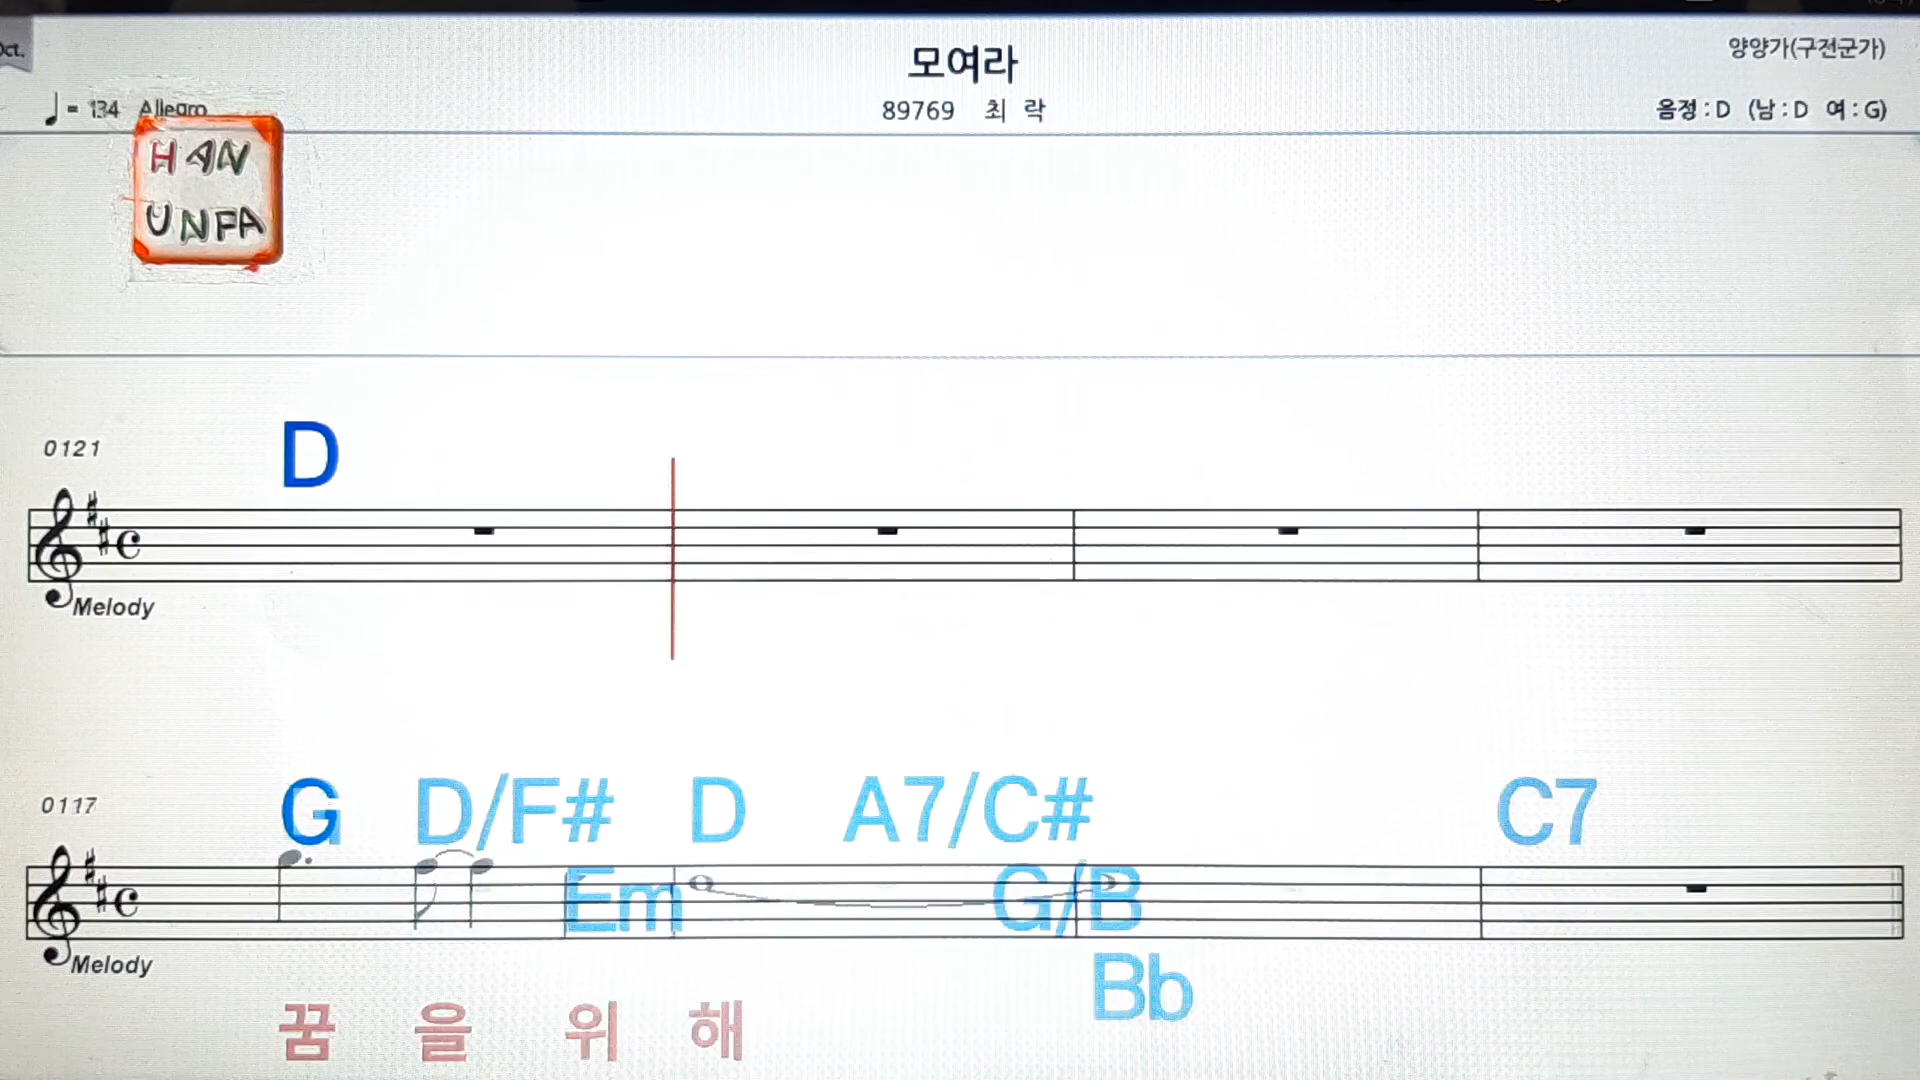 Oct.
모여라
양양가(구전군가)
♩ = 134 Allegro
89769 최 락
음정 : D (남 : D 여 : G)
HAN
UNFA
D
0121
Melody
G D/F# D A7/C# C7
0117
Em G/B
Melody
Bb
꿈 을 위 해